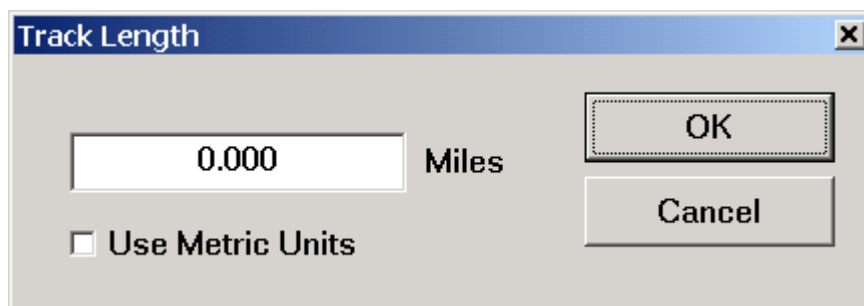 Track Length
0.000
Miles
Use Metric Units
OK
Cancel